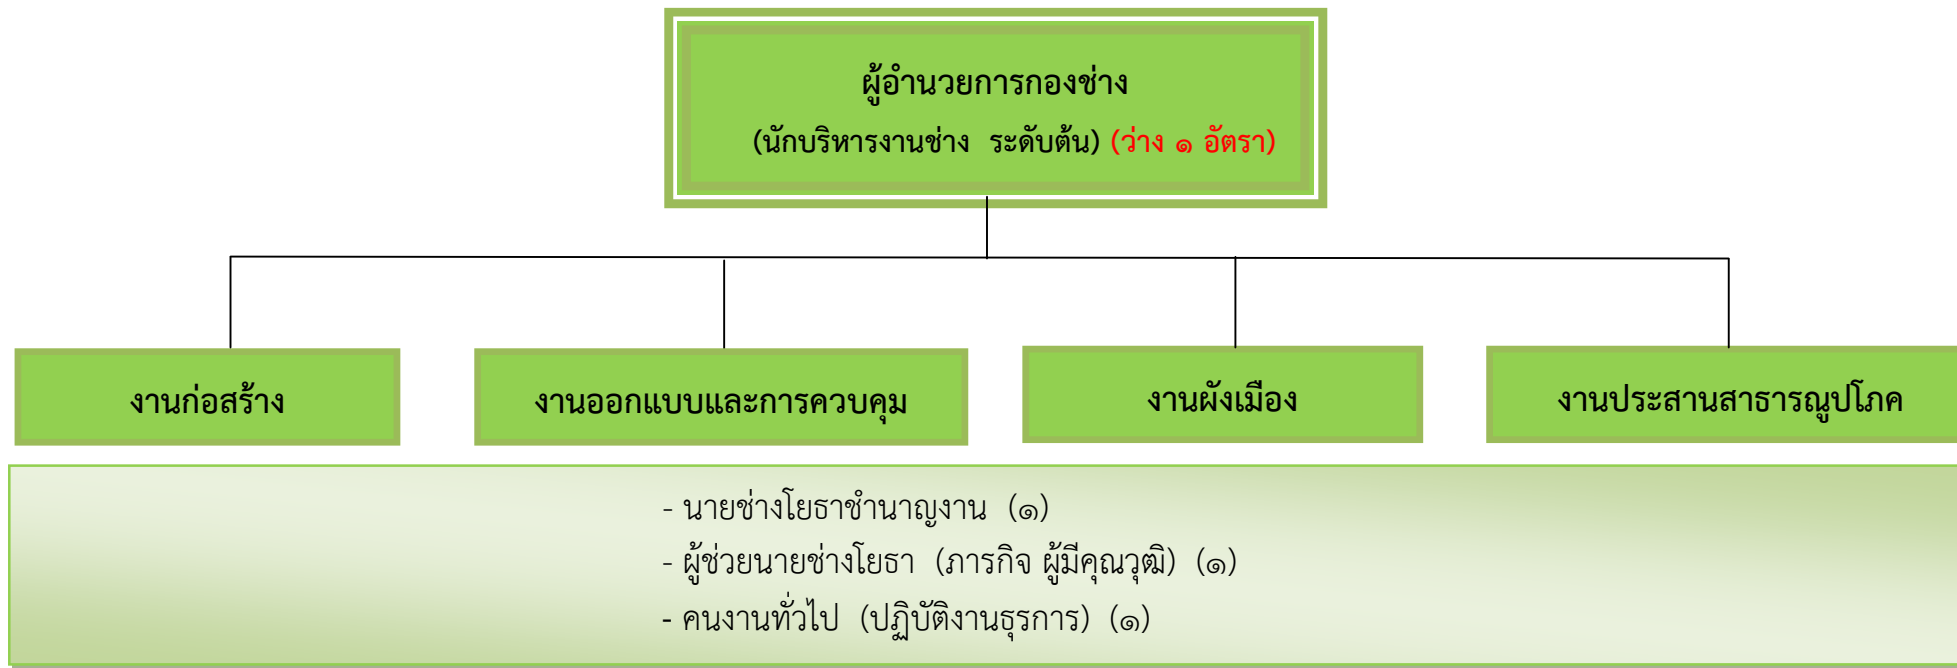 ผู้อำนวยการกองช่าง
(นักบริหารงานช่าง ระดับต้น) (ว่าง ๑ อัตรา)
งานก่อสร้าง
งานออกแบบและการควบคุม
งานผังเมือง
งานประสานสาธารณูปโภค
- นายช่างโยธาชำนาญงาน (๑)
- ผู้ช่วยนายช่างโยธา (ภารกิจ ผู้มีคุณวุฒิ) (๑)
- คนงานทั่วไป (ปฏิบัติงานธุรการ) (๑)